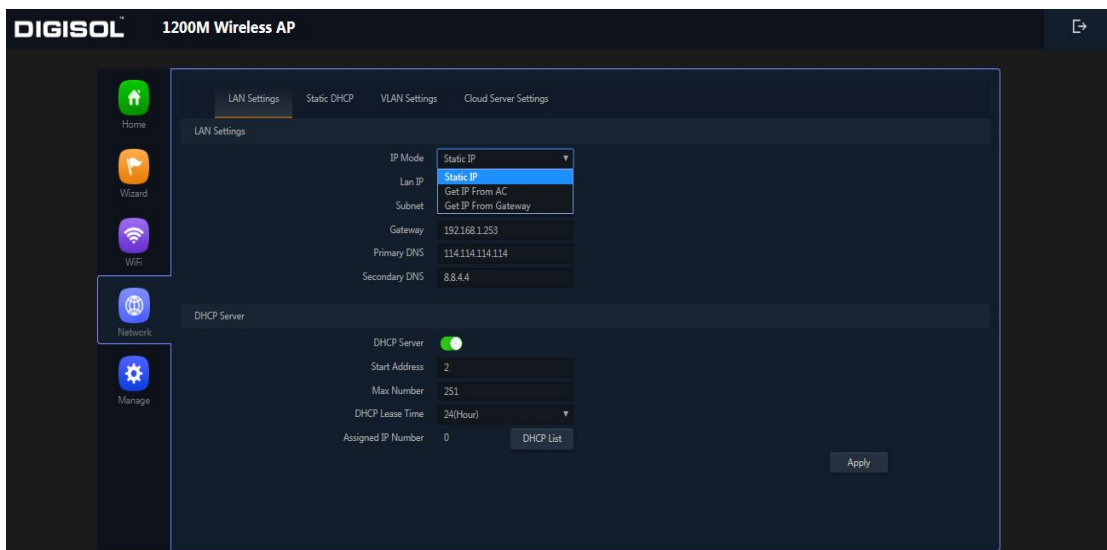 DIGISOL™ 1200M Wireless AP
Home
Wizard
WiFi
Network
Manage
LAN Settings Static DHCP VLAN Settings Cloud Server Settings
LAN Settings
IP Mode Static IP
Static IP
Get IP From AC
Get IP From Gateway
Lan IP
Subnet
Gateway 192.168.1.253
Primary DNS 114.114.114.114
Secondary DNS 8.8.4.4
DHCP Server
DHCP Server
Start Address 2
Max Number 251
DHCP Lease Time 24(Hour)
Assigned IP Number 0 DHCP List
Apply